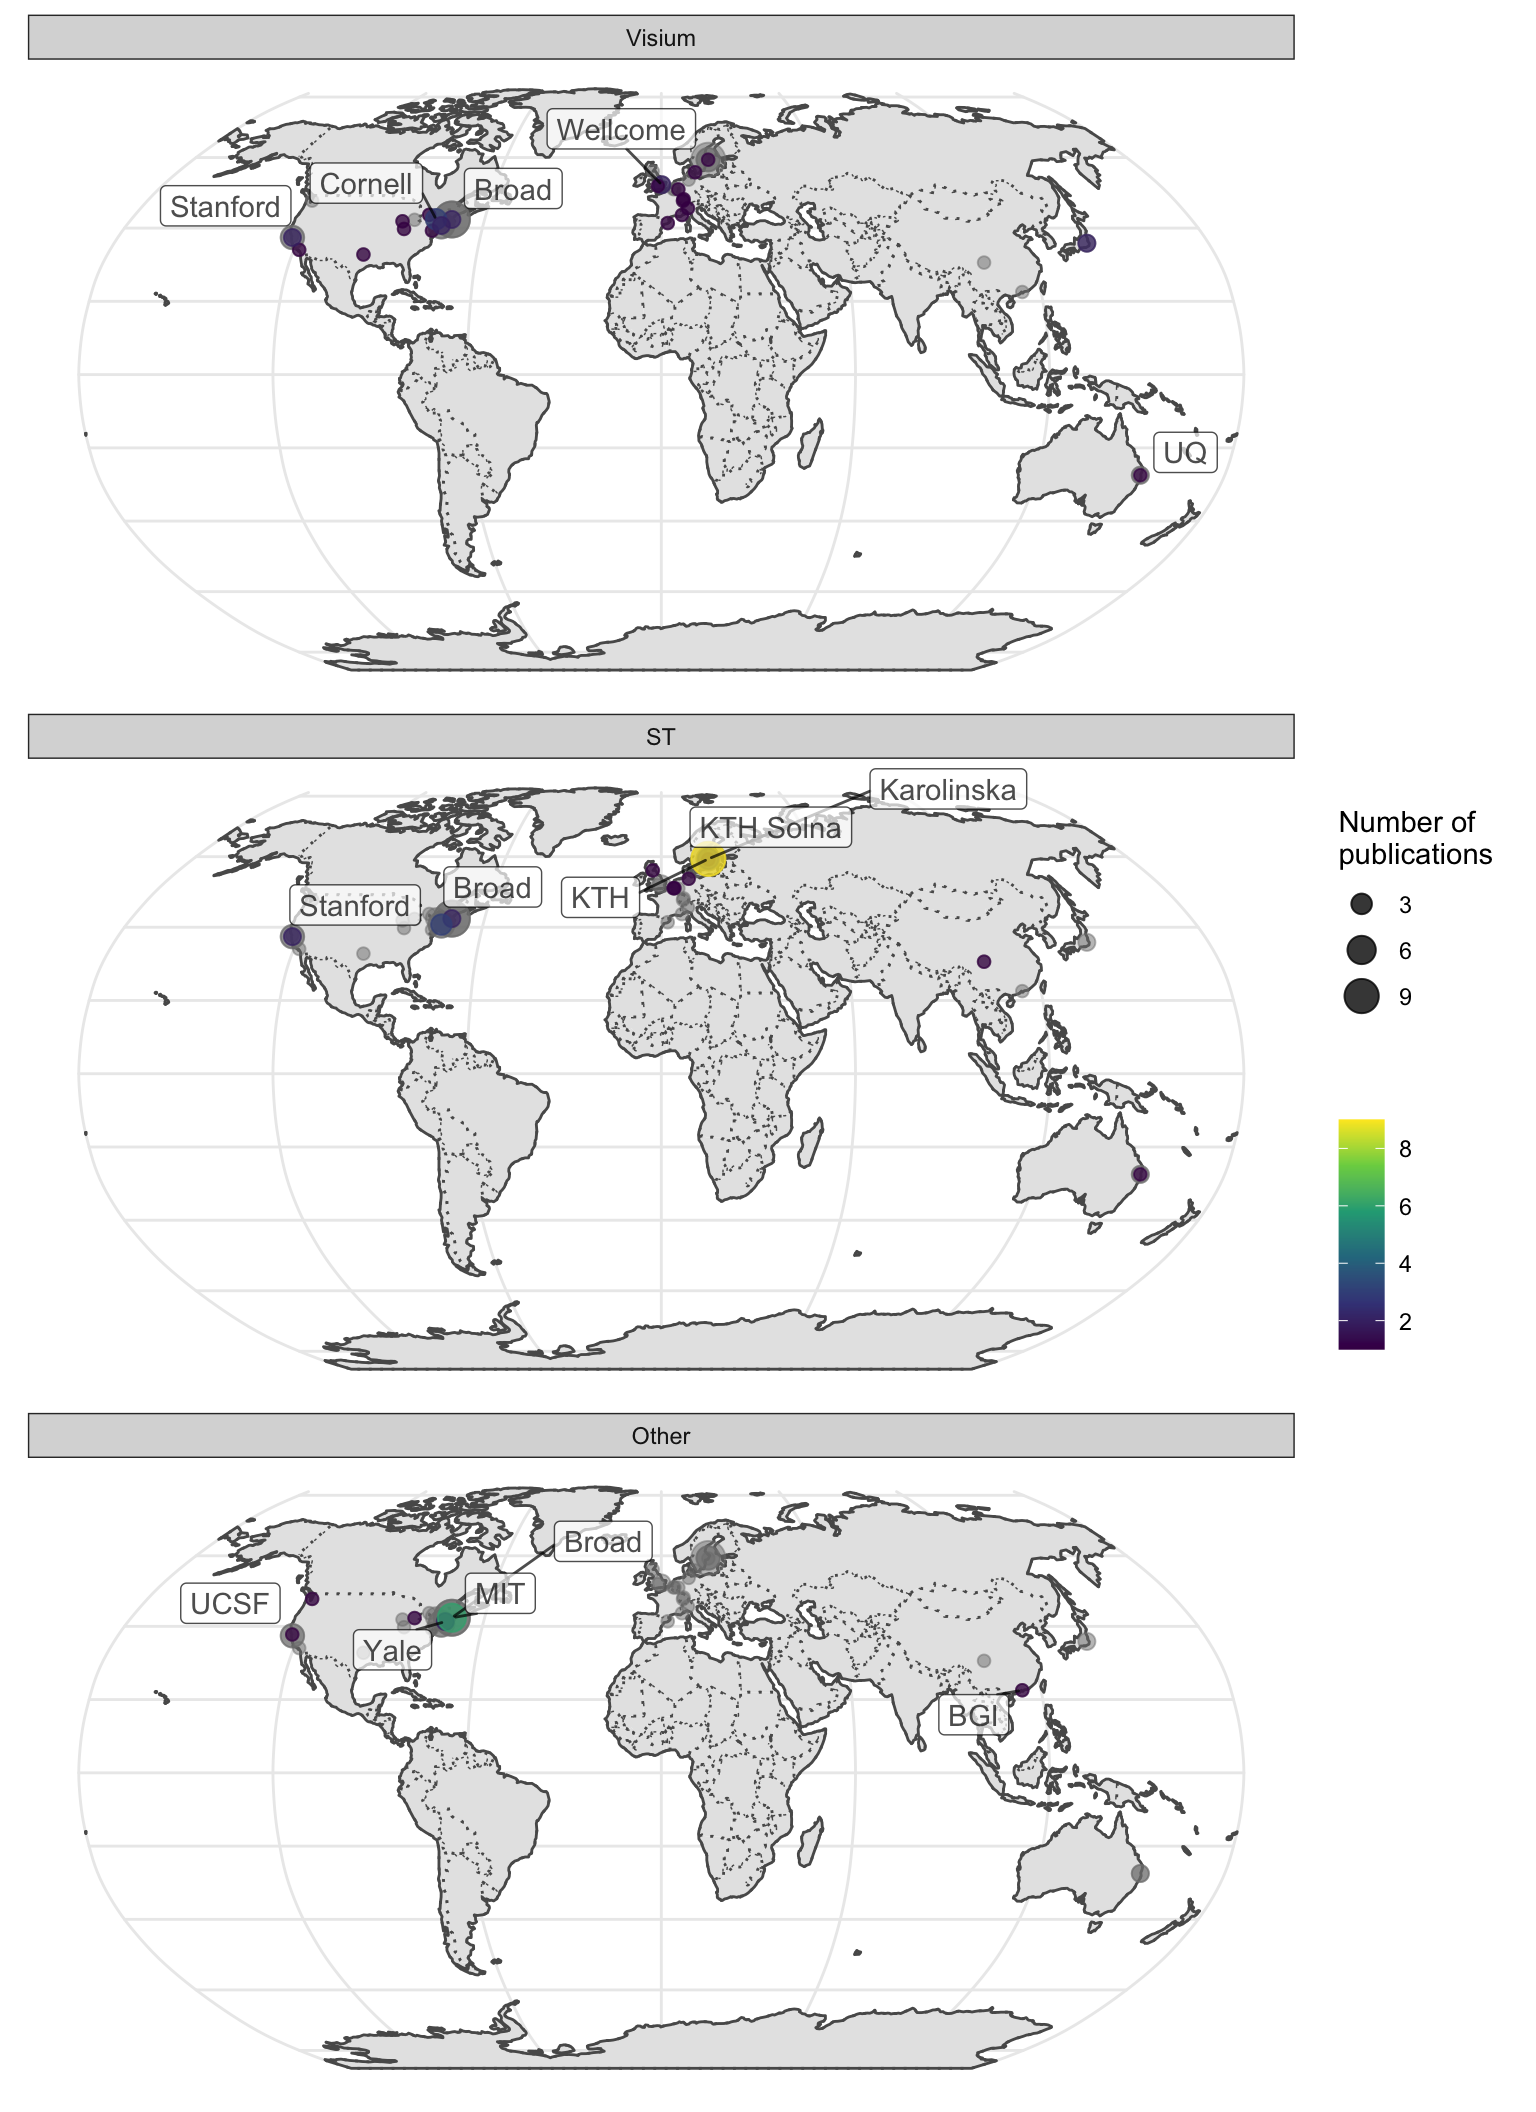 Visium
Wellcome
Cornell
Broad
Stanford
UQ
ST
Karolinska
KTH Solna
Broad
KTH
Stanford
Number of
publications
3
6
9
8
6
4
2
Other
Broad
MIT
UCSF
Yale
BGI